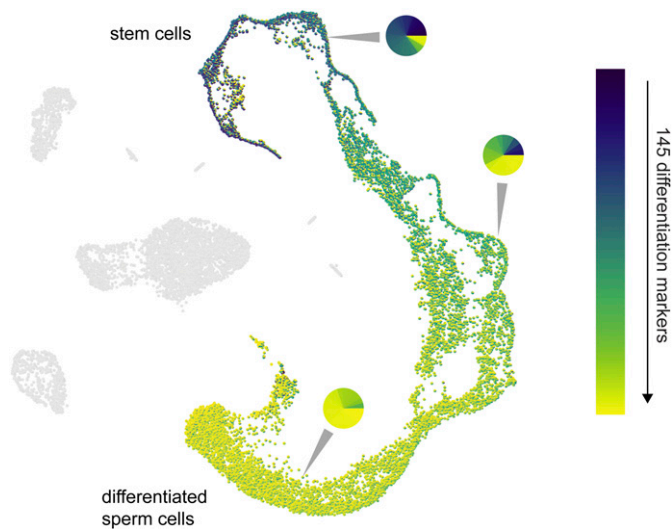 stem cells
145 differentiation markers
differentiated
sperm cells